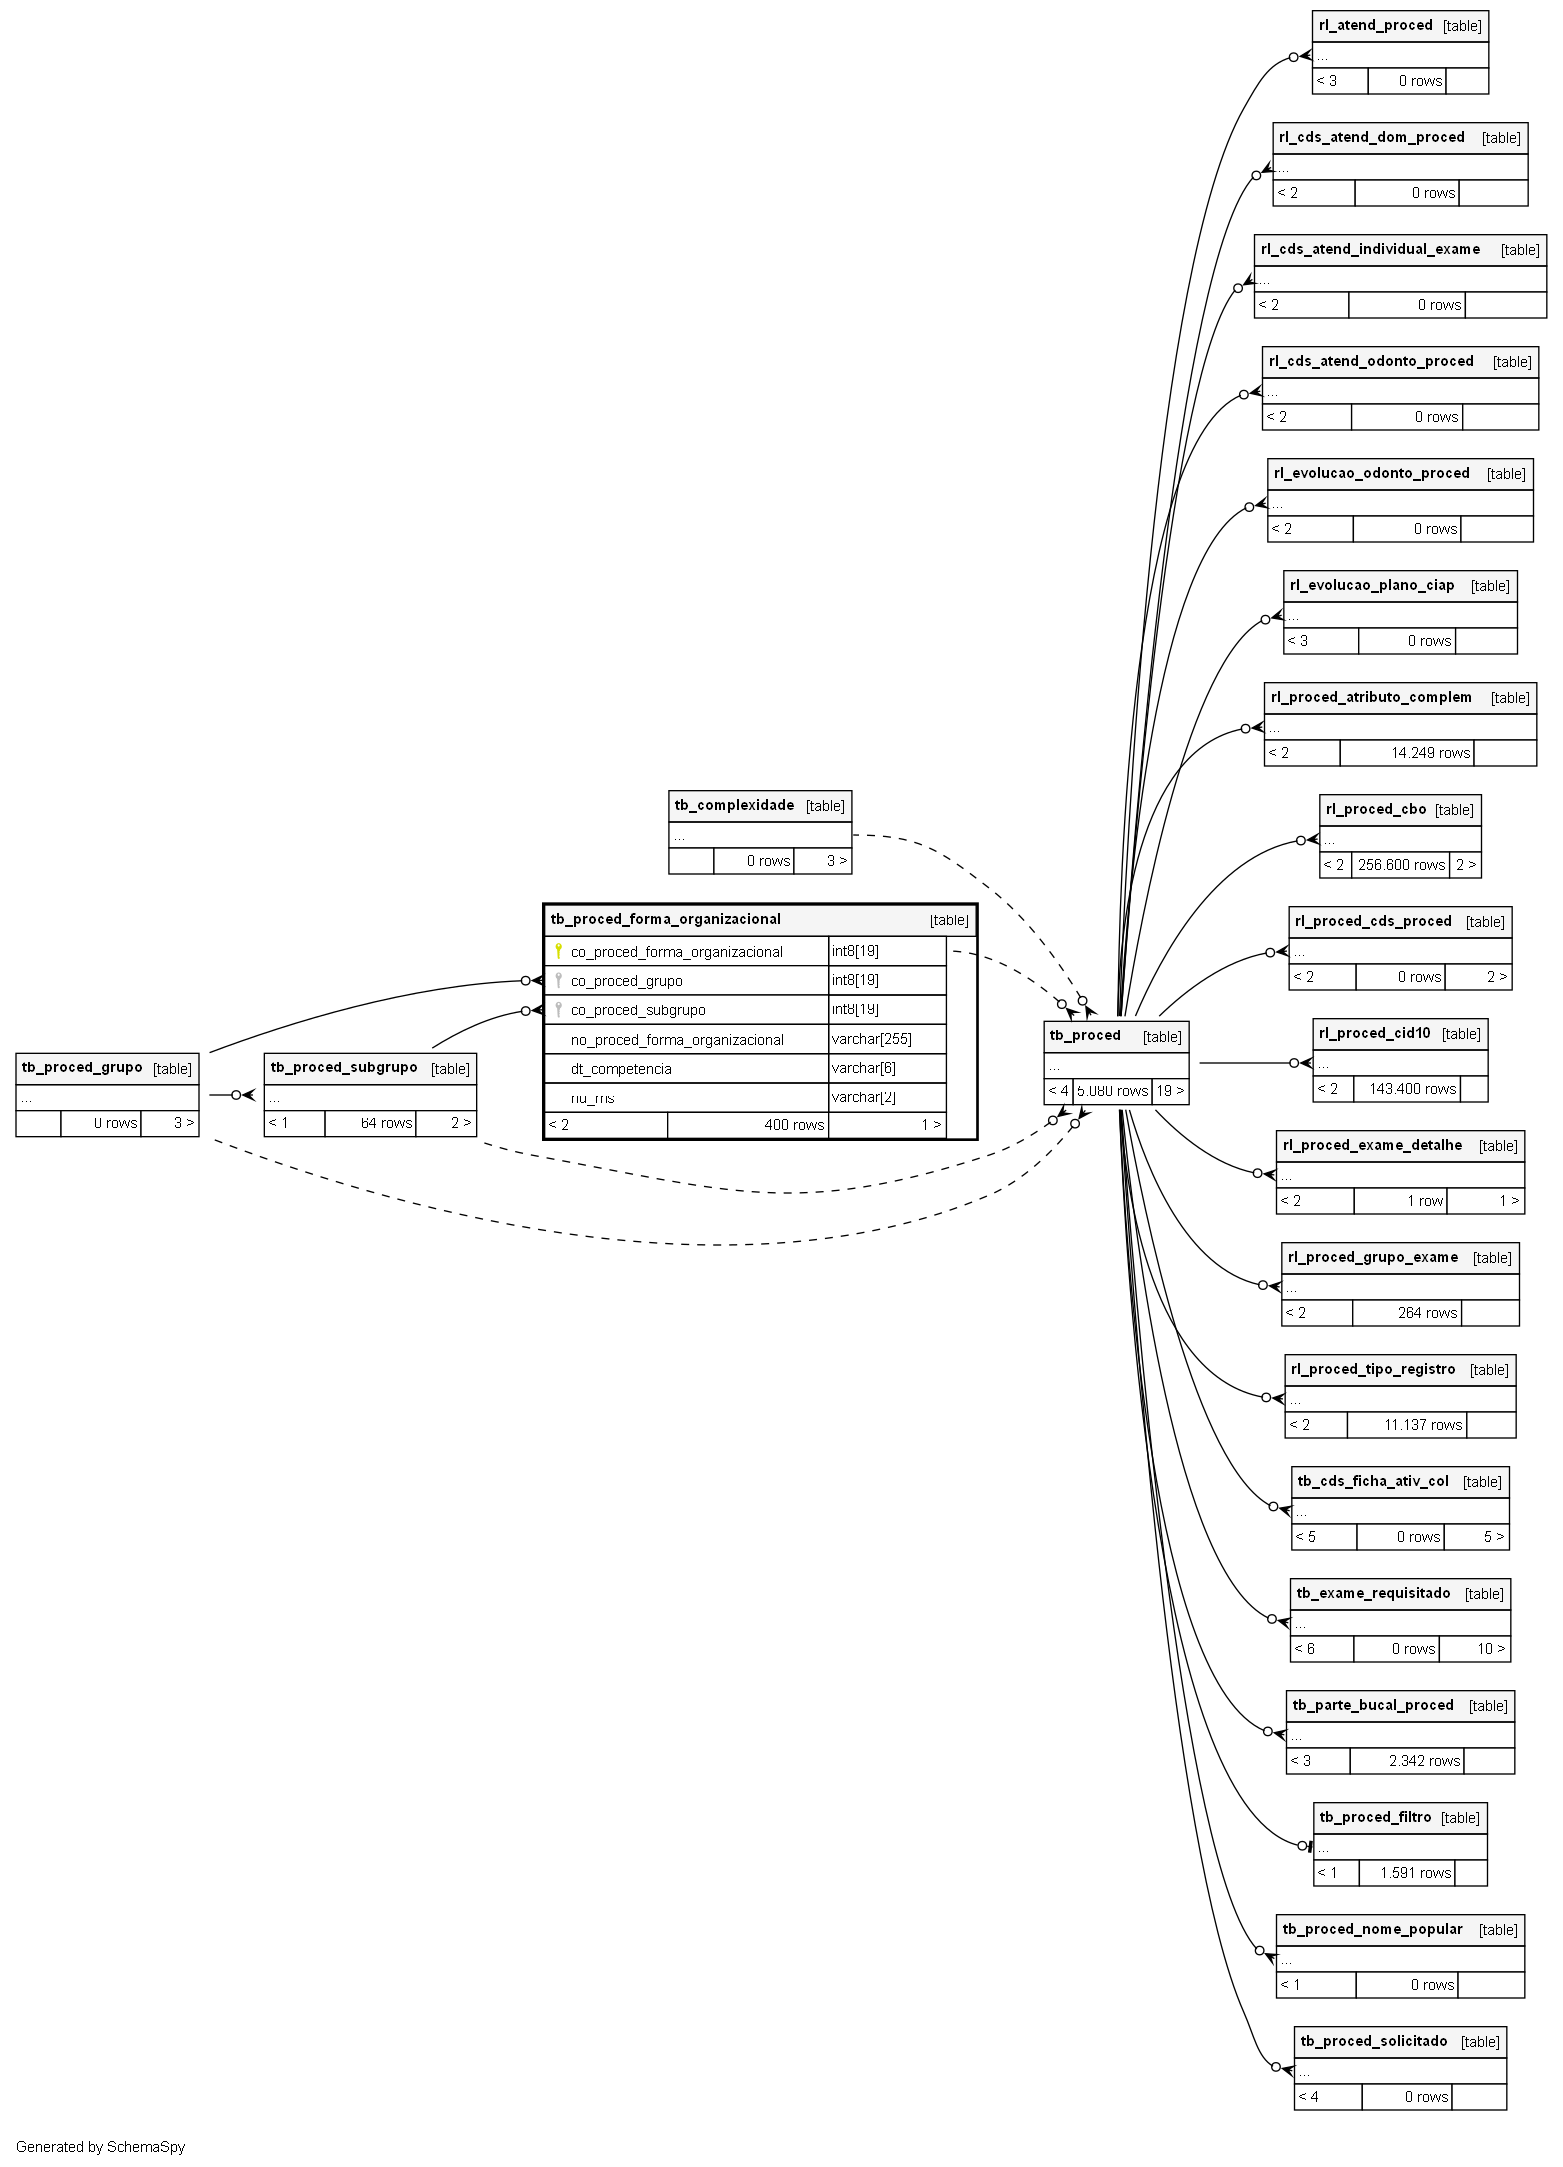 rl_atend_proced [table]
...
< 3 0 rows
rl_cds_atend_dom_proced [table]
...
< 2 0 rows
rl_cds_atend_individual_exame [table]
...
< 2 0 rows
rl_cds_atend_odonto_proced [table]
...
< 2 0 rows
rl_evolucao_odonto_proced [table]
...
< 2 0 rows
rl_evolucao_plano_ciap [table]
...
< 3 0 rows
rl_proced_atributo_complem [table]
...
< 2 14.249 rows
tb_complexidade [table]
...
0 rows 3 >
rl_proced_cbo [table]
...
< 2 256.600 rows 2 >
tb_proced_forma_organizacional [table]
co_proced_forma_organizacional int8[19]
co_proced_grupo int8[19]
co_proced_subgrupo int8[19]
no_proced_forma_organizacional varchar[255]
dt_competencia varchar[6]
nu_ms varchar[2]
< 2 400 rows 1 >
rl_proced_cds_proced [table]
...
< 2 0 rows 2 >
tb_proced_grupo [table]
...
0 rows 3 >
tb_proced_subgrupo [table]
...
< 1 64 rows 2 >
tb_proced [table]
...
< 4 5.080 rows 19 >
rl_proced_cid10 [table]
...
< 2 143.400 rows
rl_proced_exame_detalhe [table]
...
< 2 1 row 1 >
rl_proced_grupo_exame [table]
...
< 2 264 rows
rl_proced_tipo_registro [table]
...
< 2 11.137 rows
tb_cds_ficha_ativ_col [table]
...
< 5 0 rows 5 >
tb_exame_requisitado [table]
...
< 6 0 rows 10 >
tb_parte_bucal_proced [table]
...
< 3 2.342 rows
tb_proced_filtro [table]
...
< 1 1.591 rows
tb_proced_nome_popular [table]
...
< 1 0 rows
tb_proced_solicitado [table]
...
< 4 0 rows
Generated by SchemaSpy